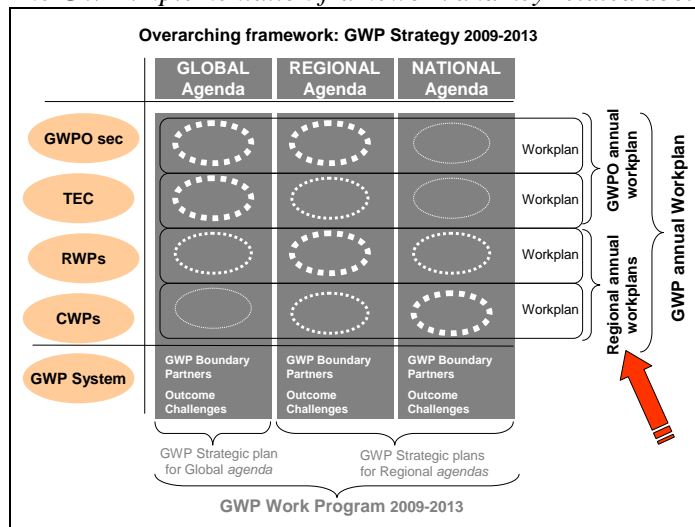 Overarching framework: GWP Strategy 2009-2013
GLOBAL
Agenda
REGIONAL
Agenda
NATIONAL
Agenda
GWPO sec
Workplan
TEC
Workplan
RWPs
Workplan
CWPs
Workplan
GWPO annual
workplan
Regional annual
workplans
GWP annual Workplan
GWP System
GWP Boundary
Partners
Outcome
Challenges
GWP Boundary
Partners
Outcome
Challenges
GWP Boundary
Partners
Outcome
Challenges
GWP Strategic plan
for Global agenda
GWP Strategic plans
for Regional agendas
GWP Work Program 2009-2013